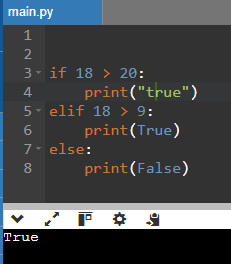 main.py
1
2
3 if 18 > 20:
4     print("true")
5 elif 18 > 9:
6     print(True)
7 else:
8     print(False)
True